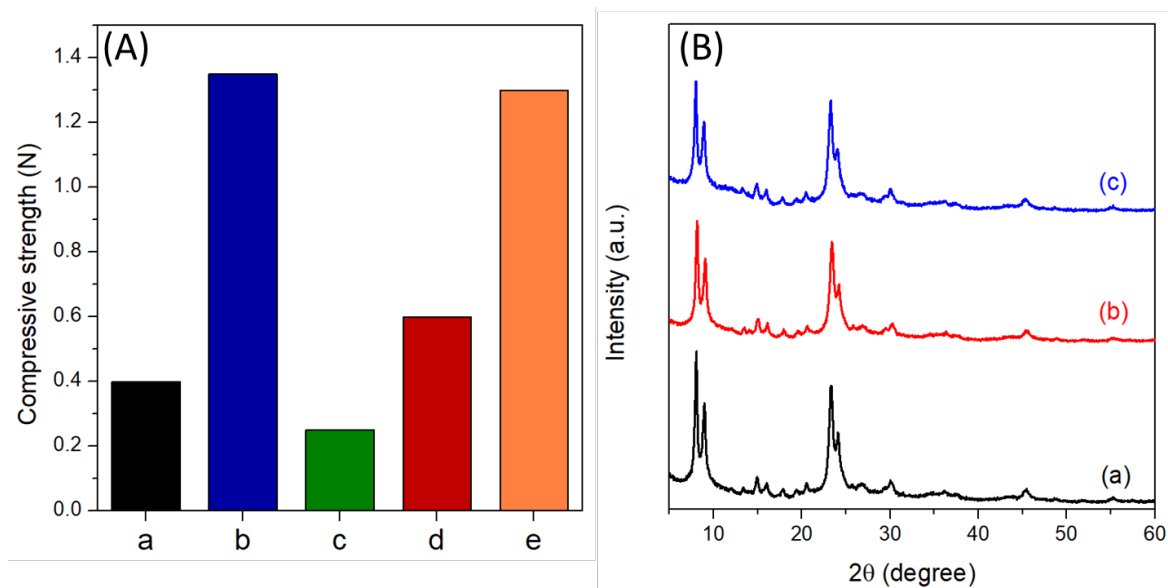 (A)
Compressive strength (N)
1.4
1.2
1.0
0.8
0.6
0.4
0.2
0.0
a b c d e
(B)
Intensity (a.u.)
(c)
(b)
(a)
10 20 30 40 50 60
2θ (degree)